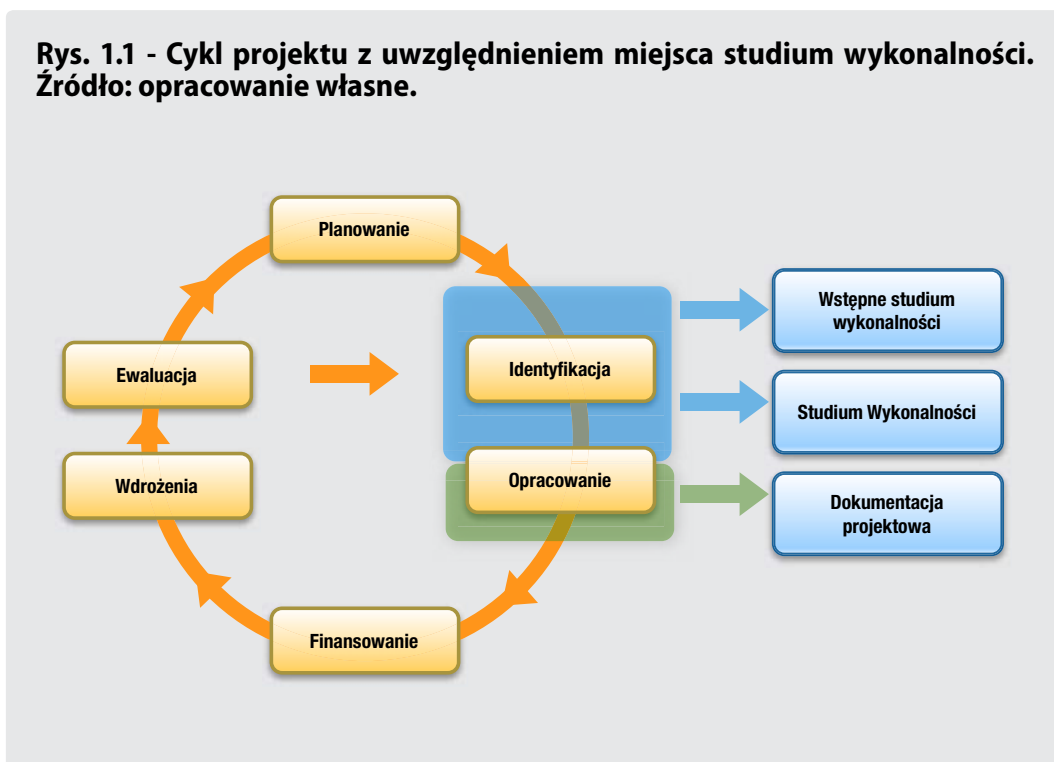 Rys. 1.1 - Cykl projektu z uwzględnieniem miejsca studium wykonalności.
Źródło: opracowanie własne.
Planowanie
Wstępne studium
wykonalności
Identyfikacja
Ewaluacja
Studium Wykonalności
Wdrożenia
Opracowanie
Dokumentacja
projektowa
Finansowanie